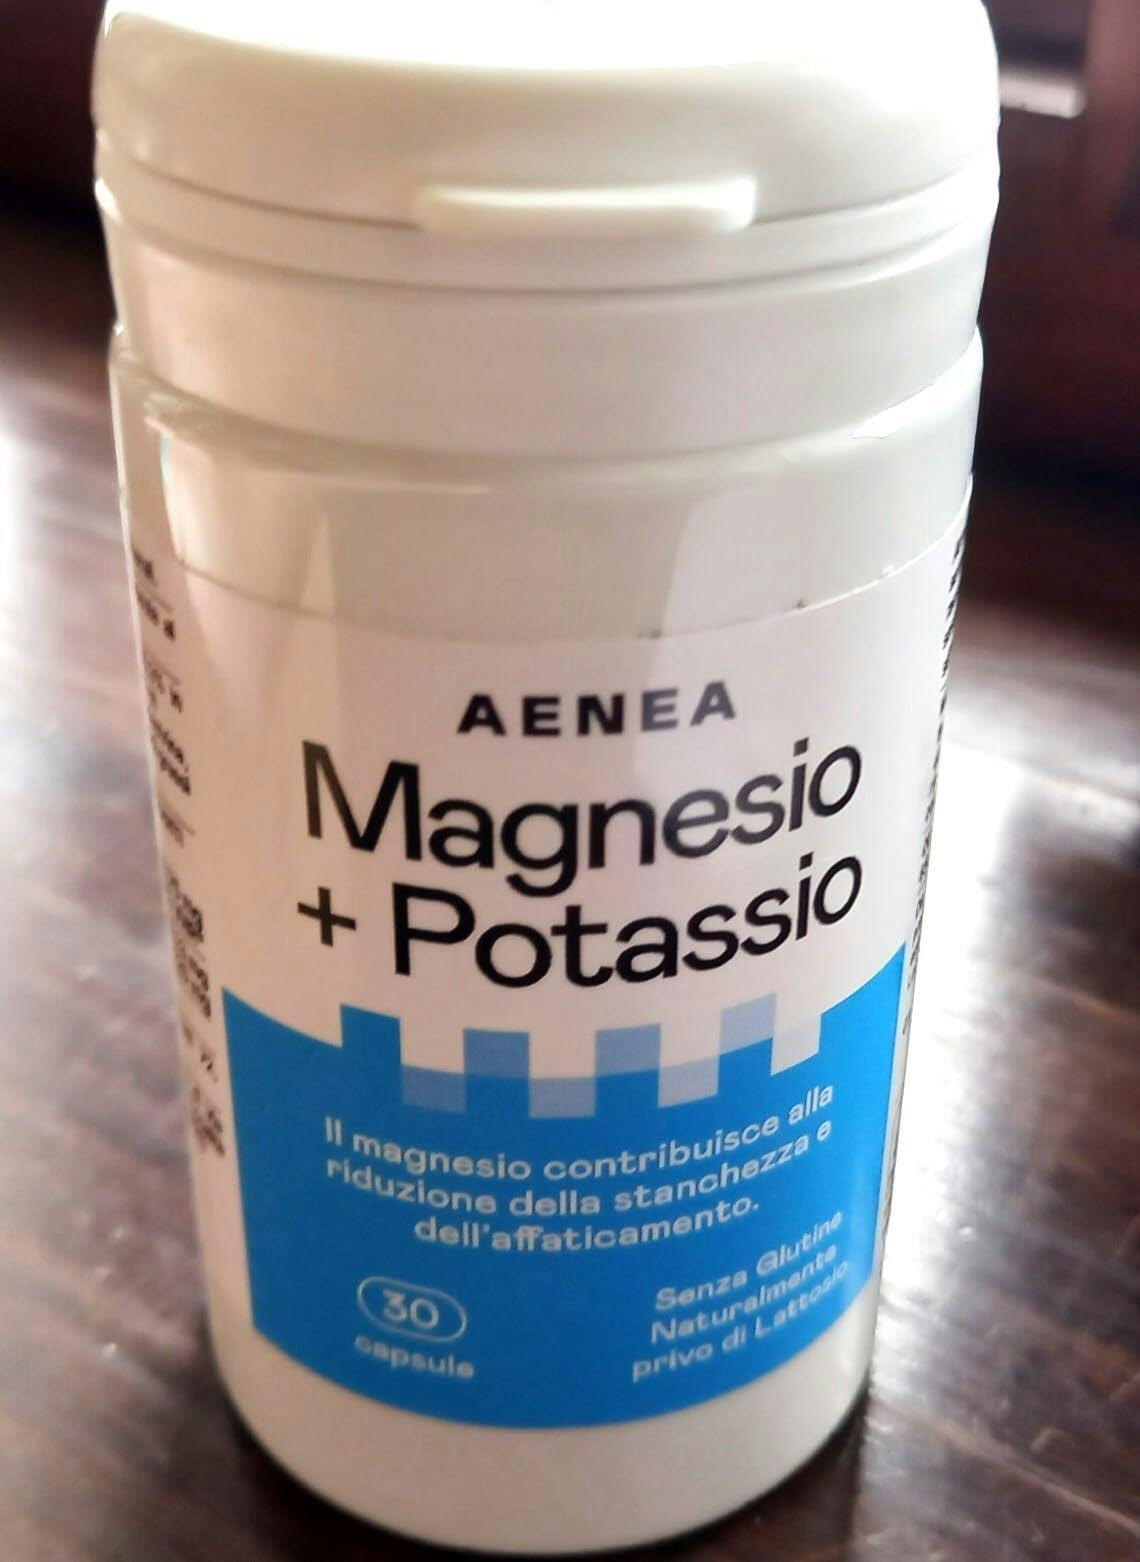 AENEA
Magnesio
+ Potassio
Il magnesio contribuisce alla
riduzione della stanchezza e
dell'affaticamento.
30
capsule
Senza Glutine
Naturalmente
privo di Lattosio